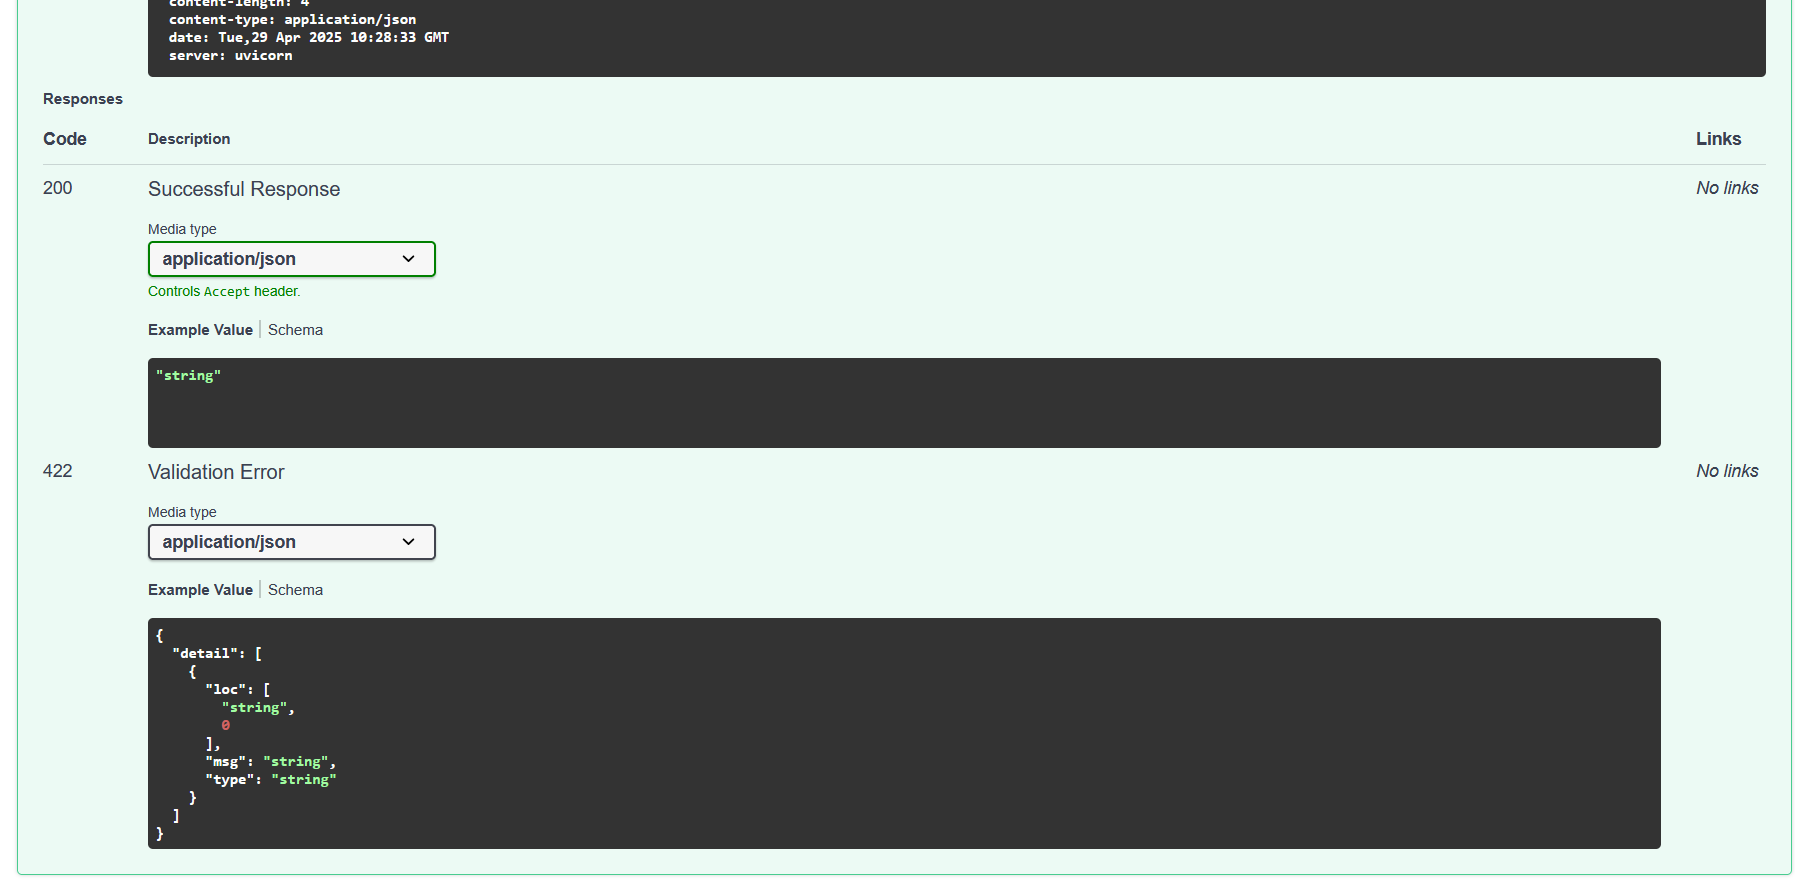 content-length: 4
content-type: application/json
date: Tue,29 Apr 2025 10:28:33 GMT
server: uvicorn
Responses
Code Description Links
200 Successful Response No links
Media type
application/json
Controls Accept header.
Example Value Schema
"string"
422 Validation Error No links
Media type
application/json
Example Value Schema
{
  "detail": [
    {
      "loc": [
        "string",
        0
      ],
      "msg": "string",
      "type": "string"
    }
  ]
}